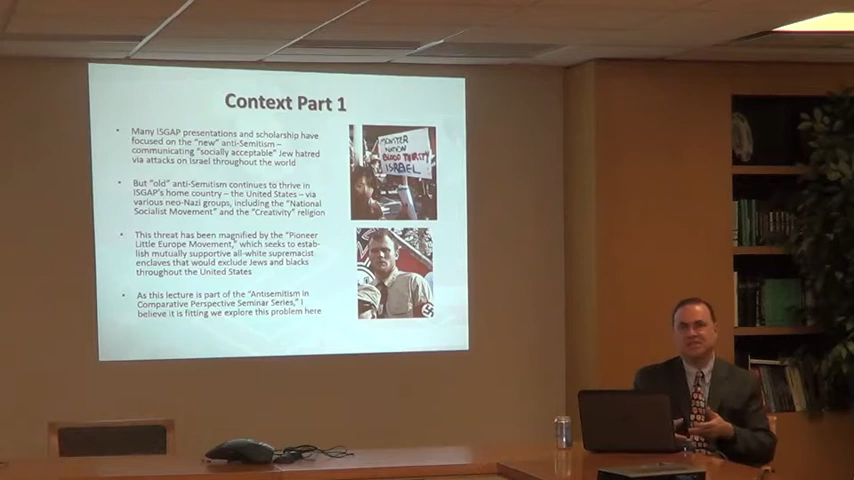 Context Part 1
Many ISGAP presentations and scholarship have
focused on the "new" anti-Semitism –
communicating "socially acceptable" Jew hatred
via attacks on Israel throughout the world
But "old" anti-Semitism continues to thrive in
ISGAP's home country – the United States – via
various neo-Nazi groups, including the "National
Socialist Movement" and the "Creativity" religion
This threat has been magnified by the "Pioneer
Little Europe Movement," which seeks to estab-
lish mutually supportive all-white supremacist
enclaves that would exclude Jews and blacks
throughout the United States
As this lecture is part of the "Antisemitism in
Comparative Perspective Seminar Series," I
believe it is fitting we explore this problem here
MONSTER
NATION
BLOOD THIRSTY
ISRAEL